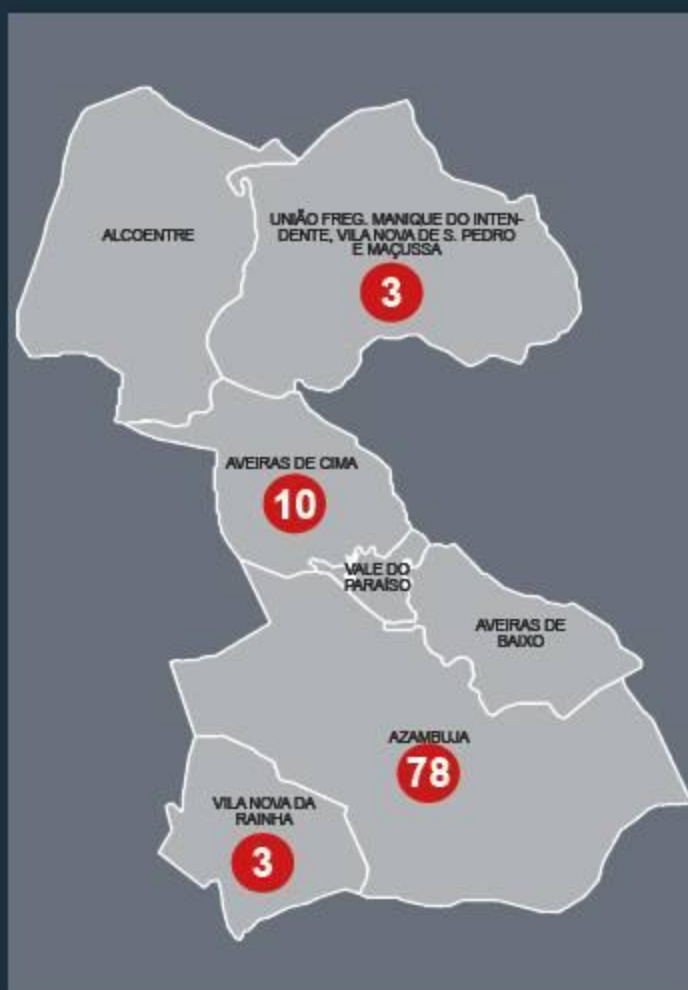 ALCOENTRE
UNIÃO FREG. MANIQUE DO INTEN-
DENTE, VILA NOVA DE S. PEDRO
E MAÇUSSA
3
AVEIRAS DE CIMA
10
VALE DO
PARAÍSO
AVEIRAS DE
BAIXO
AZAMBUJA
78
VILA NOVA DA
RAINHA
3